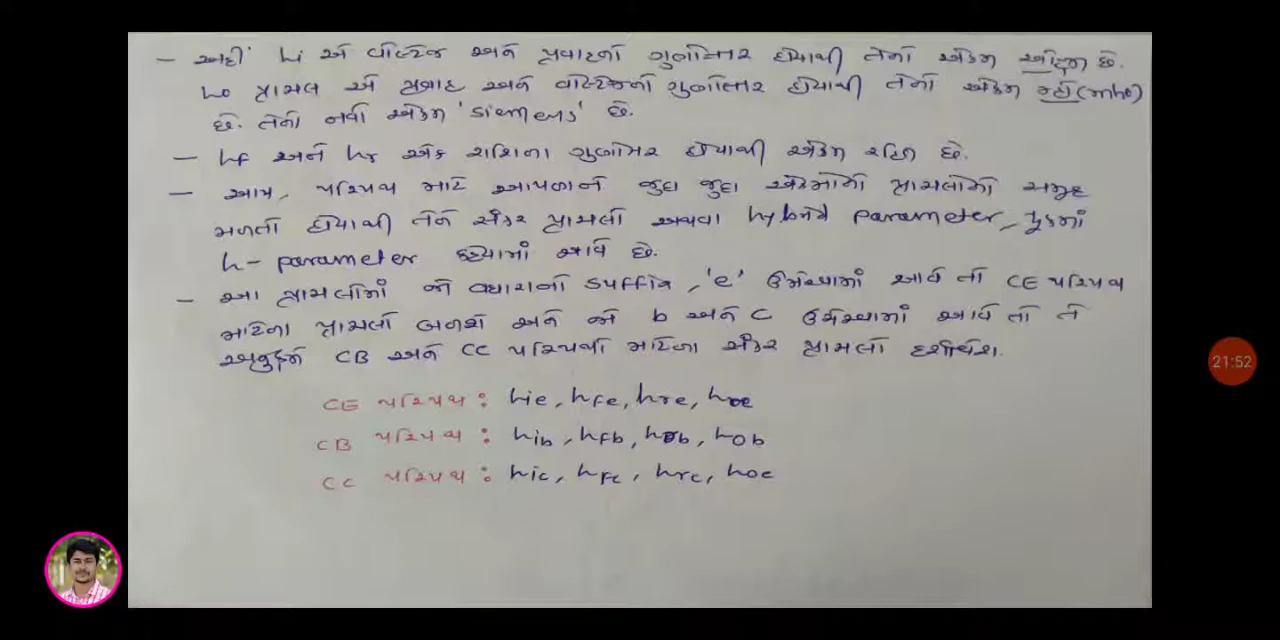 - અહીં hi એ વોલ્ટેજ અને પ્રવાહનો ગુણોત્તર હોવાથી તેનો એકમ ઓહ્મ છે.
ho પ્રાચલ એ પ્રવાહ અને વોલ્ટેજનો ગુણોત્તર હોવાથી તેનો એકમ મ્હો (mho)
છે. તેનો નવો એકમ 'siemens' છે.
- hf અને hr એક રાશિના ગુણોત્તર હોવાથી એકમ રહિત છે.
- આમ, પરિપથ માટે આપણને જુદા જુદા એકમોનો પ્રાચલોનો સમૂહ
મળતો હોવાથી તેને સંકર પ્રાચલો અથવા hybrid parameter, ટૂંકમાં
h- parameter કહેવામાં આવે છે.
- આ પ્રાચલોમાં જો વધારાનો suffix, 'e' ઉમેરવામાં આવે તો CE પરિપથ
માટેના પ્રાચલો બનશે અને જો b અને c ઉમેરવામાં આવે તો તે
અનુક્રમે CB અને CC પરિપથો માટેના સંકર પ્રાચલો દર્શાવશે.
CE પરિપથ : hie, hfe, hre, hoe
CB પરિપથ : hib, hfb, hrb, hob
CC પરિપથ : hic, hfc, hrc, hoc
21:52